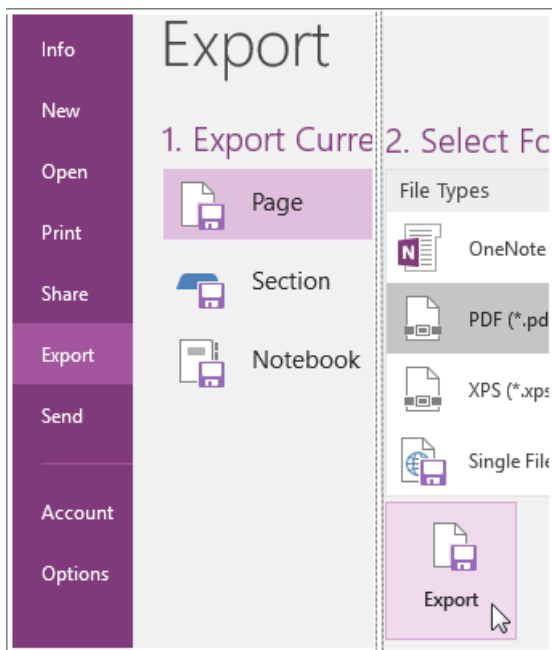 Info
New
Open
Print
Share
Export
Send
Account
Options
Export
1. Export Curre
Page
Section
Notebook
2. Select Fo
File Types
N
OneNote
PDF (*.pd
XPS (*.xps
Single File
Export